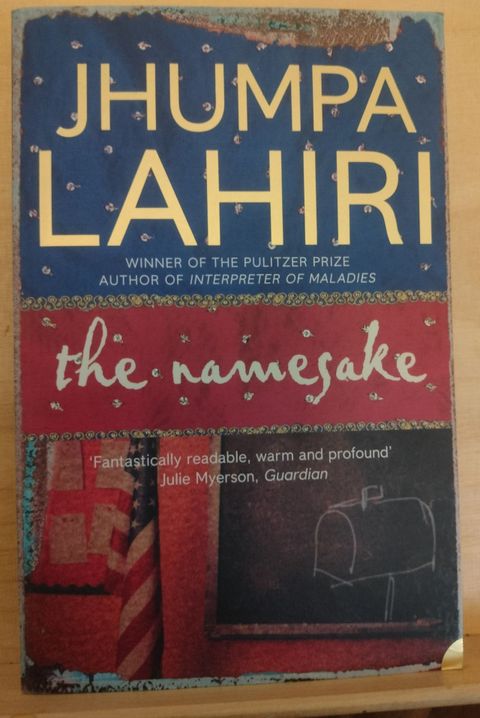 JHUMPA
LAHIRI
WINNER OF THE PULITZER PRIZE
AUTHOR OF INTERPRETER OF MALADIES
the namesake
‘Fantastically readable, warm and profound’
Julie Myerson, Guardian